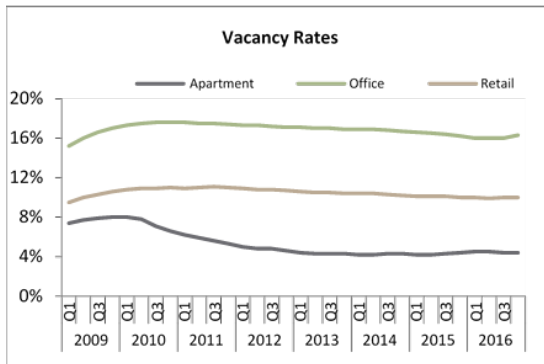 Vacancy Rates
Apartment Office Retail
20%
16%
12%
8%
4%
0%
Q1 Q3 Q1 Q3 Q1 Q3 Q1 Q3 Q1 Q3 Q1 Q3 Q1 Q3 Q1 Q3
2009 2010 2011 2012 2013 2014 2015 2016